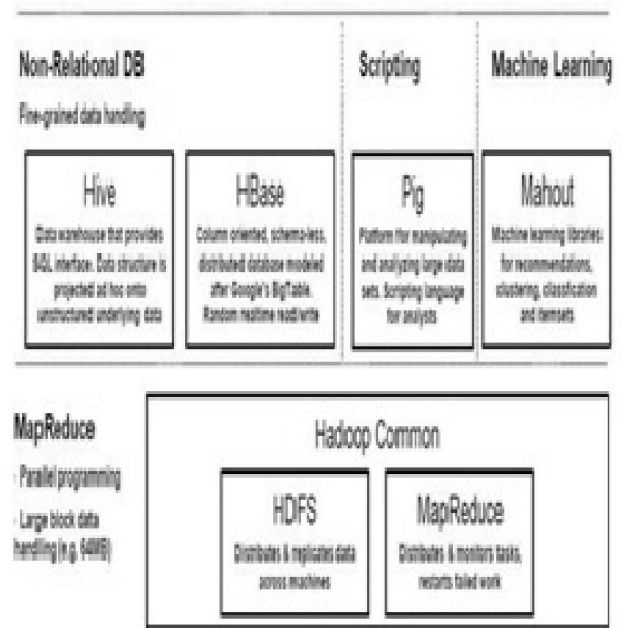 Non-Relational DB
Fine-grained data handling
Hive
Data warehouse that provides
SQL interface. Data structure is
projected ad hoc onto
unstructured underlying data
HBase
Column oriented, schema-less,
distributed database modeled
after Google's BigTable.
Random realtime read/write
Scripting
Pig
Platform for manipulating
and analyzing large data
sets. Scripting language
for analysts
Machine Learning
Mahout
Machine learning libraries
for recommendations,
clustering, classification
and itemsets
MapReduce
- Parallel programming
- Large block data
handling (e.g. 64MB)
Hadoop Common
HDFS
Distributes & replicates data
across machines
MapReduce
Distributes & monitors tasks,
restarts failed work